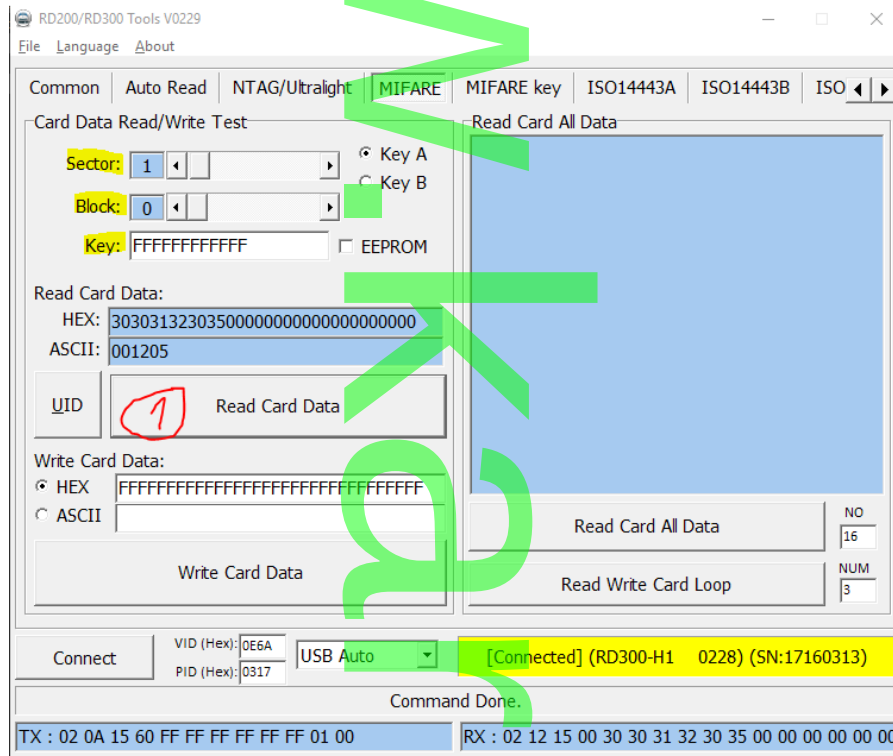 RD200/RD300 Tools V0229
File Language About
Common Auto Read NTAG/Ultralight MIFARE MIFARE key ISO14443A ISO14443B ISO
Card Data Read/Write Test
Sector: 1
Key A
Key B
Block: 0
Key: FFFFFFFFFFFF
EEPROM
Read Card Data:
HEX: 30303132303500000000000000000000
ASCII: 001205
UID
1
Read Card Data
Write Card Data:
HEX FFFFFFFFFFFFFFFFFFFFFFFFFFFFFFFF
ASCII
Write Card Data
Read Card All Data
Read Card All Data
NO
16
Read Write Card Loop
NUM
3
Connect
VID (Hex): 0E6A
PID (Hex): 0317
USB Auto
[Connected] (RD300-H1 0228) (SN:17160313)
Command Done.
TX : 02 0A 15 60 FF FF FF FF FF FF 01 00
RX : 02 12 15 00 30 30 31 32 30 35 00 00 00 00 00 00